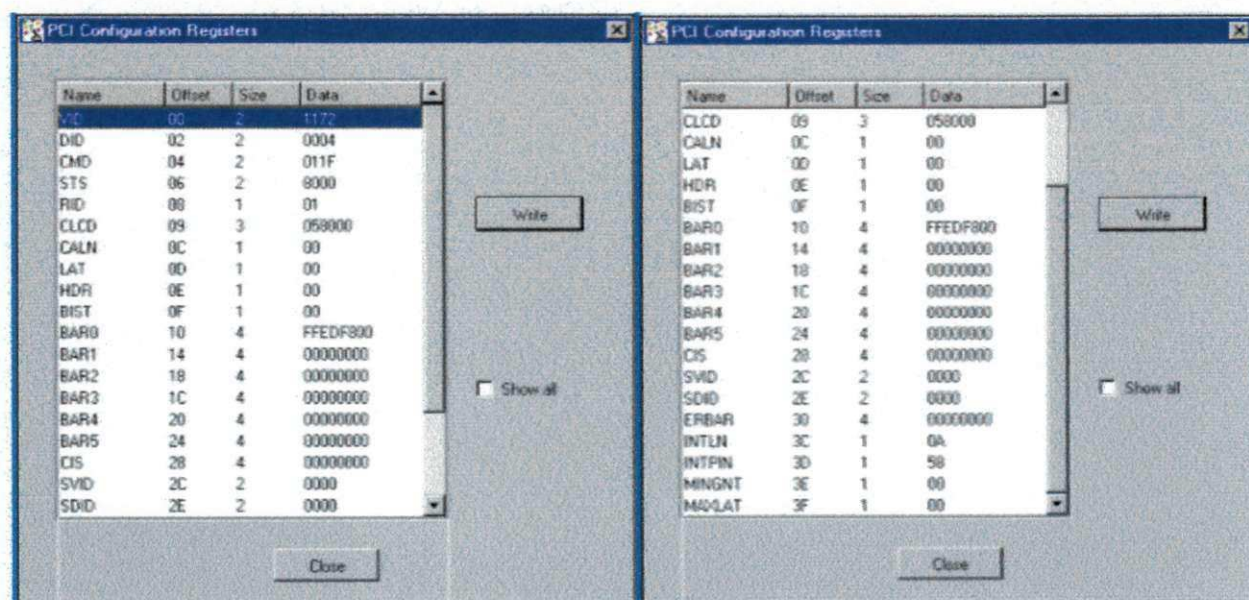 PCI Configuration Registers
Name Offset Size Data
VID 00 2 1172
DID 02 2 0004
CMD 04 2 011F
STS 06 2 8000
RID 08 1 01
CLCD 09 3 058000
CALN 0C 1 00
LAT 0D 1 00
HDR 0E 1 00
BIST 0F 1 00
BAR0 10 4 FFEDF800
BAR1 14 4 00000000
BAR2 18 4 00000000
BAR3 1C 4 00000000
BAR4 20 4 00000000
BAR5 24 4 00000000
CIS 28 4 00000000
SVID 2C 2 0000
SDID 2E 2 0000
Write
Show all
Close
PCI Configuration Registers
Name Offset Size Data
CLCD 09 3 058000
CALN 0C 1 00
LAT 0D 1 00
HDR 0E 1 00
BIST 0F 1 00
BAR0 10 4 FFEDF800
BAR1 14 4 00000000
BAR2 18 4 00000000
BAR3 1C 4 00000000
BAR4 20 4 00000000
BAR5 24 4 00000000
CIS 28 4 00000000
SVID 2C 2 0000
SDID 2E 2 0000
ERBAR 30 4 00000000
INTLN 3C 1 0A
INTPIN 3D 1 58
MINGNT 3E 1 00
MAXLAT 3F 1 00
Write
Show all
Close